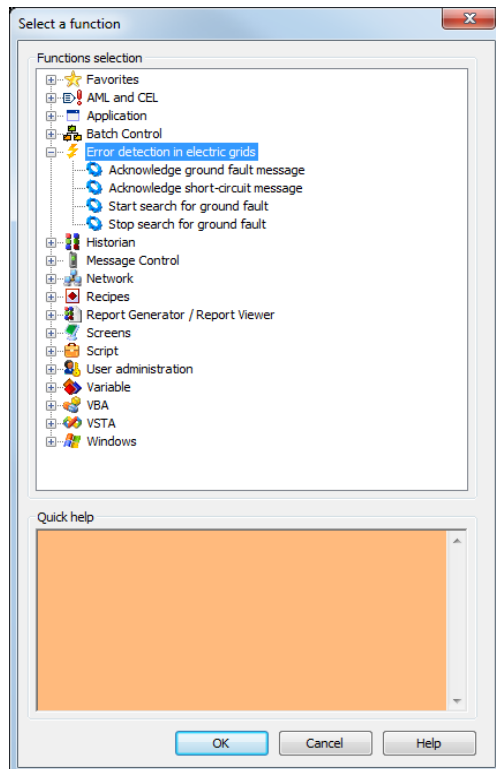 Select a function
Functions selection
Favorites
AML and CEL
Application
Batch Control
Error detection in electric grids
Acknowledge ground fault message
Acknowledge short-circuit message
Start search for ground fault
Stop search for ground fault
Historian
Message Control
Network
Recipes
Report Generator / Report Viewer
Screens
Script
User administration
Variable
VBA
VSTA
Windows
Quick help
OK Cancel Help